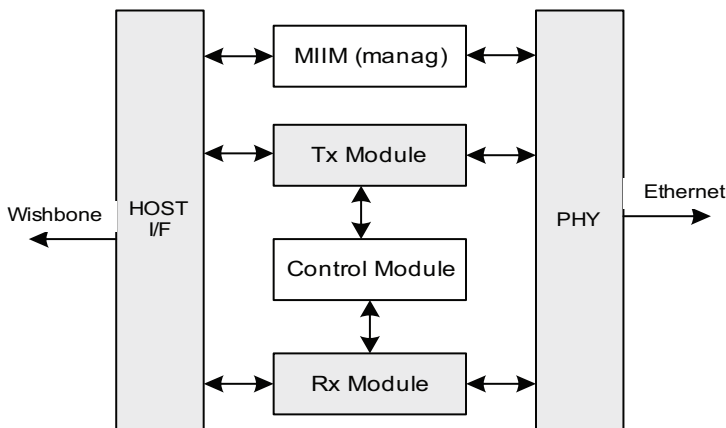 MIIM (manag)
Tx Module
Wishbone
HOST
I/F
Control Module
PHY
Ethernet
Rx Module